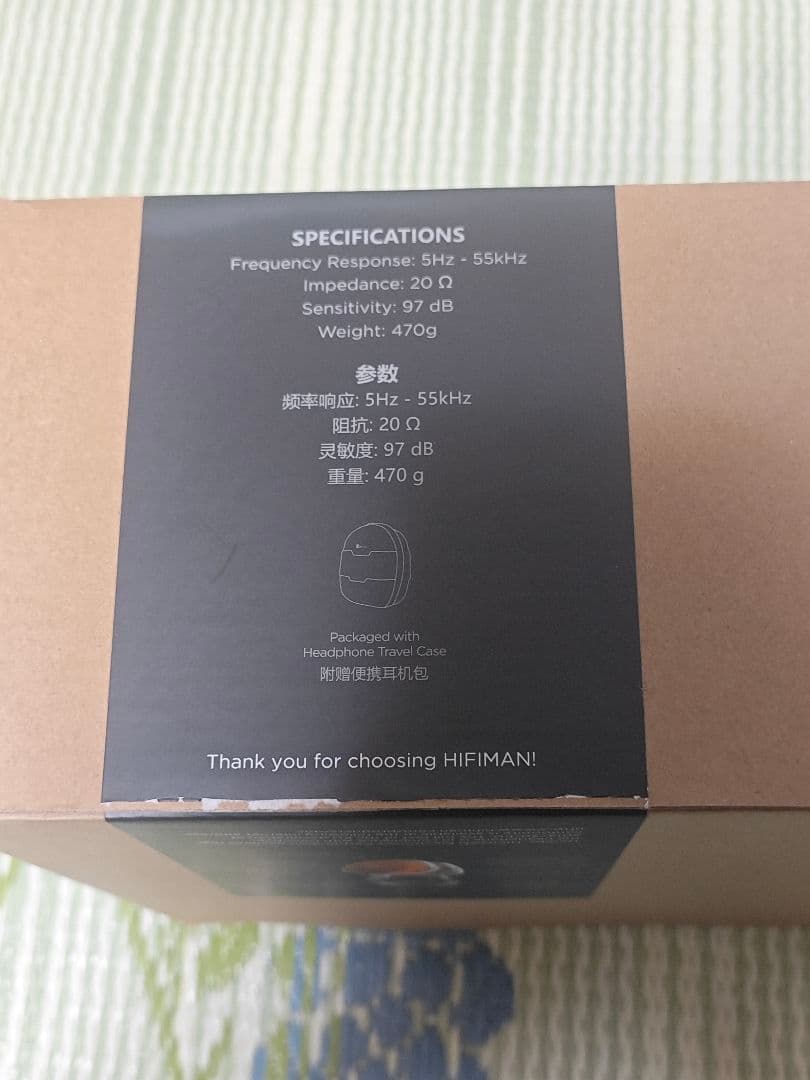 SPECIFICATIONS
Frequency Response: 5Hz - 55kHz
Impedance: 20 Ω
Sensitivity: 97 dB
Weight: 470g
参数
频率响应: 5Hz - 55kHz
阻抗: 20 Ω
灵敏度: 97 dB
重量: 470 g
Packaged with
Headphone Travel Case
附赠便携耳机包
Thank you for choosing HIFIMAN!